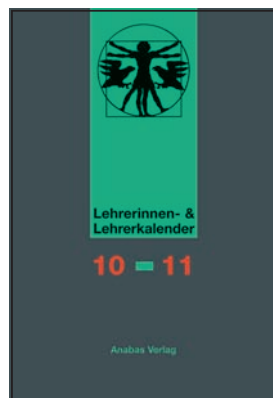 Lehrerinnen- &
Lehrerkalender
10 – 11
Anabas Verlag